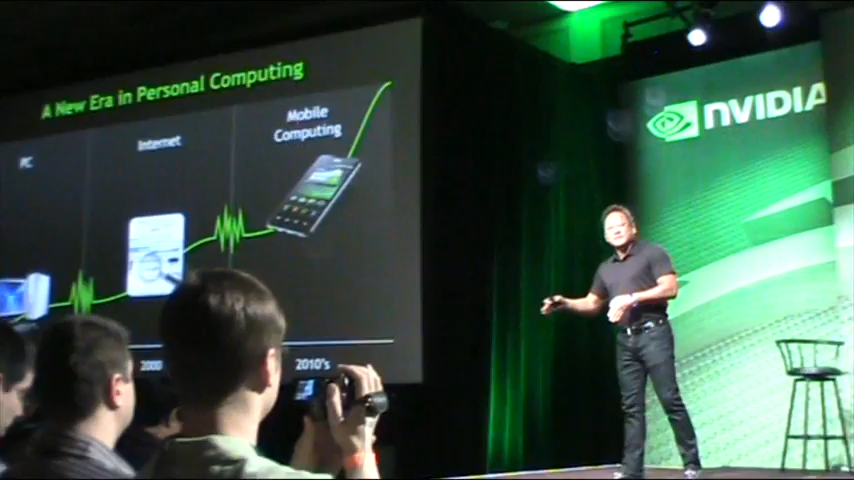 A New Era in Personal Computing
PC
Internet
Mobile
Computing
2000
2010's
NVIDIA